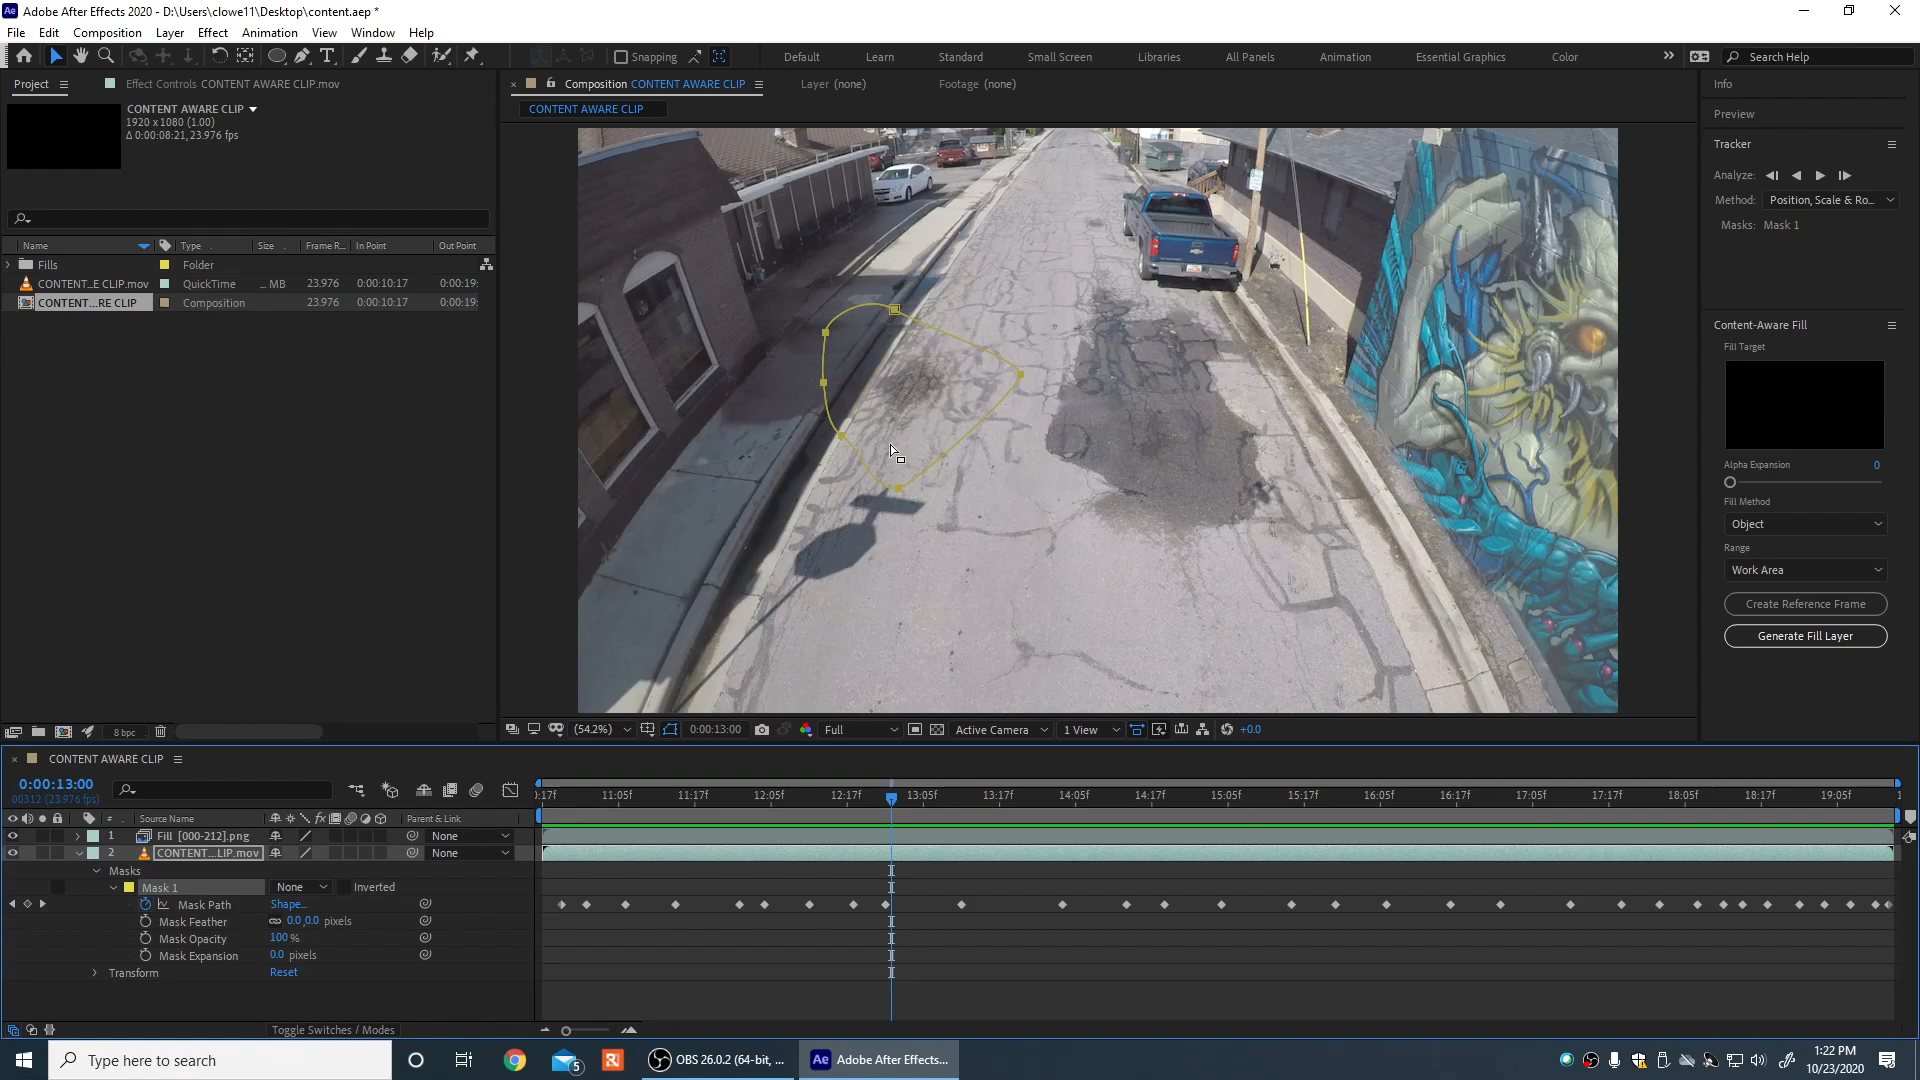 Adobe After Effects 2020 - D:\Users\clowe11\Desktop\content.aep *
File Edit Composition Layer Effect Animation View Window Help
Snapping Default Learn Standard Small Screen Libraries All Panels Animation Essential Graphics Color Search Help
Project Effect Controls CONTENT AWARE CLIP.mov
CONTENT AWARE CLIP
1920 x 1080 (1.00)
Δ 0:00:08:21, 23.976 fps
Name Type Size Frame R... In Point Out Point
Fills Folder
CONTENT...E CLIP.mov QuickTime ... MB 23.976 0:00:10:17 0:00:19:
CONTENT...RE CLIP Composition 23.976 0:00:10:17 0:00:19:
8 bpc
Composition CONTENT AWARE CLIP Layer (none) Footage (none)
CONTENT AWARE CLIP
(54.2%) 0:00:13:00 Full Active Camera 1 View +0.0
Info
Preview
Tracker
Analyze:
Method: Position, Scale & Ro...
Masks: Mask 1
Content-Aware Fill
Fill Target
Alpha Expansion 0
Fill Method
Object
Range
Work Area
Create Reference Frame
Generate Fill Layer
CONTENT AWARE CLIP
0:00:13:00
00312 (23.976 fps)
):17f 11:05f 11:17f 12:05f 12:17f 13:05f 13:17f 14:05f 14:17f 15:05f 15:17f 16:05f 16:17f 17:05f 17:17f 18:05f 18:17f 19:05f 1
# Source Name Parent & Link
1 Fill [000-212].png None
2 CONTENT...LIP.mov None
Masks
Mask 1 None Inverted
Mask Path Shape...
Mask Feather 0.0,0.0 pixels
Mask Opacity 100 %
Mask Expansion 0.0 pixels
Transform Reset
Toggle Switches / Modes
Type here to search 5 OBS 26.0.2 (64-bit, ... Ae Adobe After Effects... 1:22 PM
10/23/2020